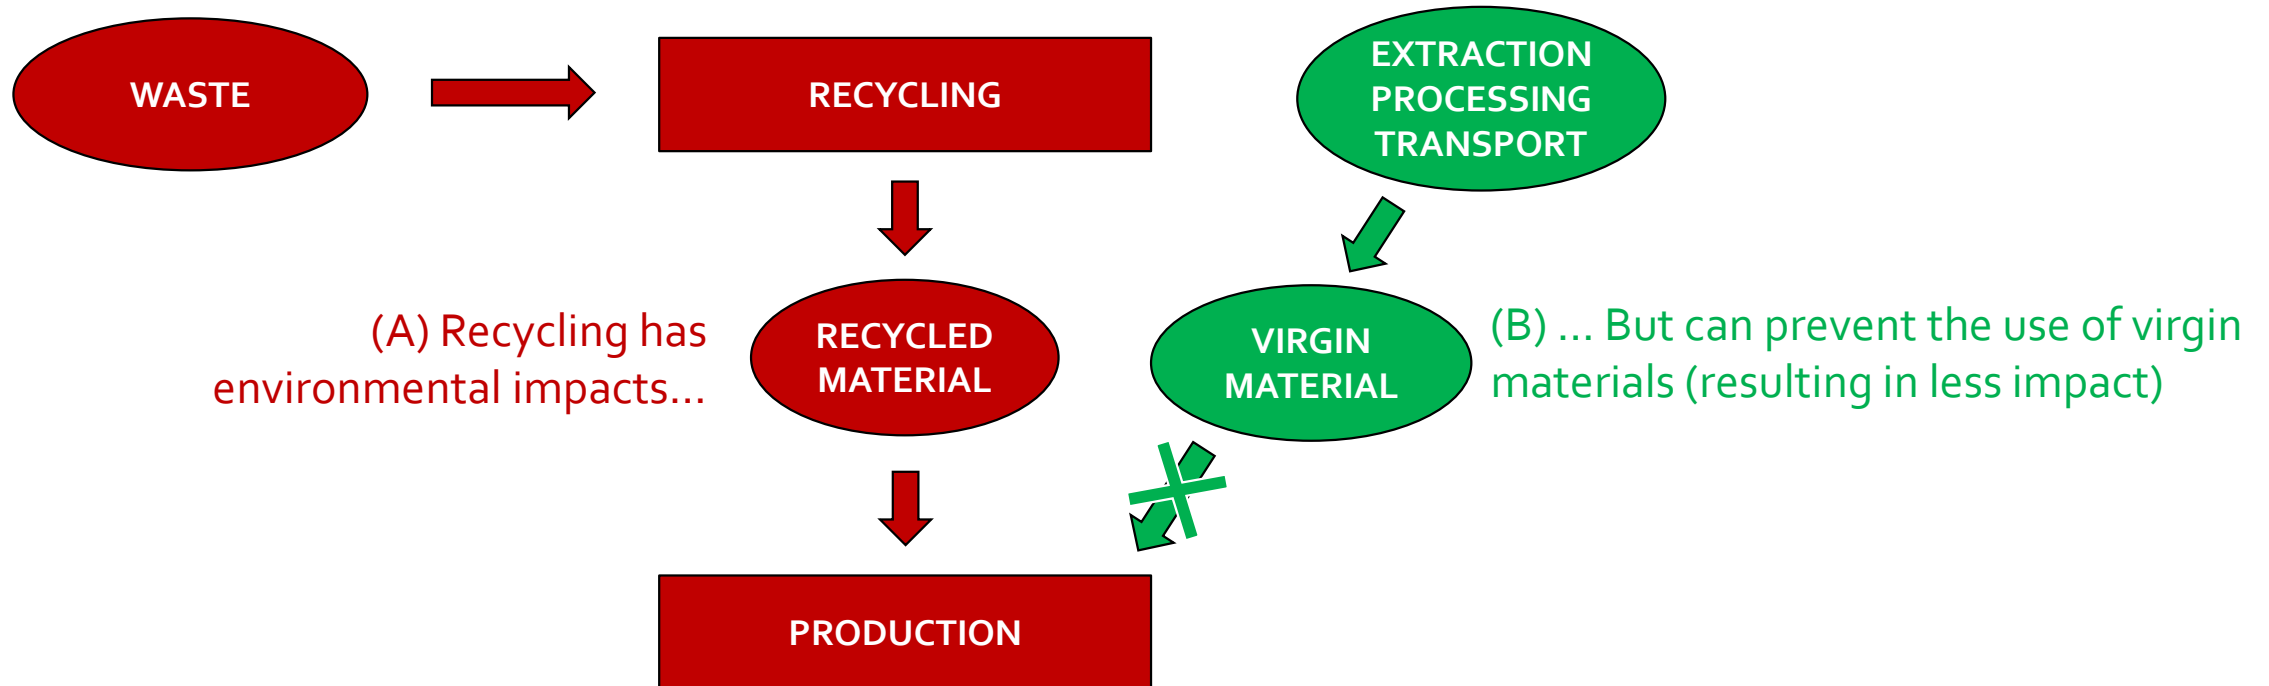 WASTE
RECYCLING
EXTRACTION
PROCESSING
TRANSPORT
(A) Recycling has
environmental impacts...
RECYCLED
MATERIAL
VIRGIN
MATERIAL
(B) ... But can prevent the use of virgin
materials (resulting in less impact)
PRODUCTION